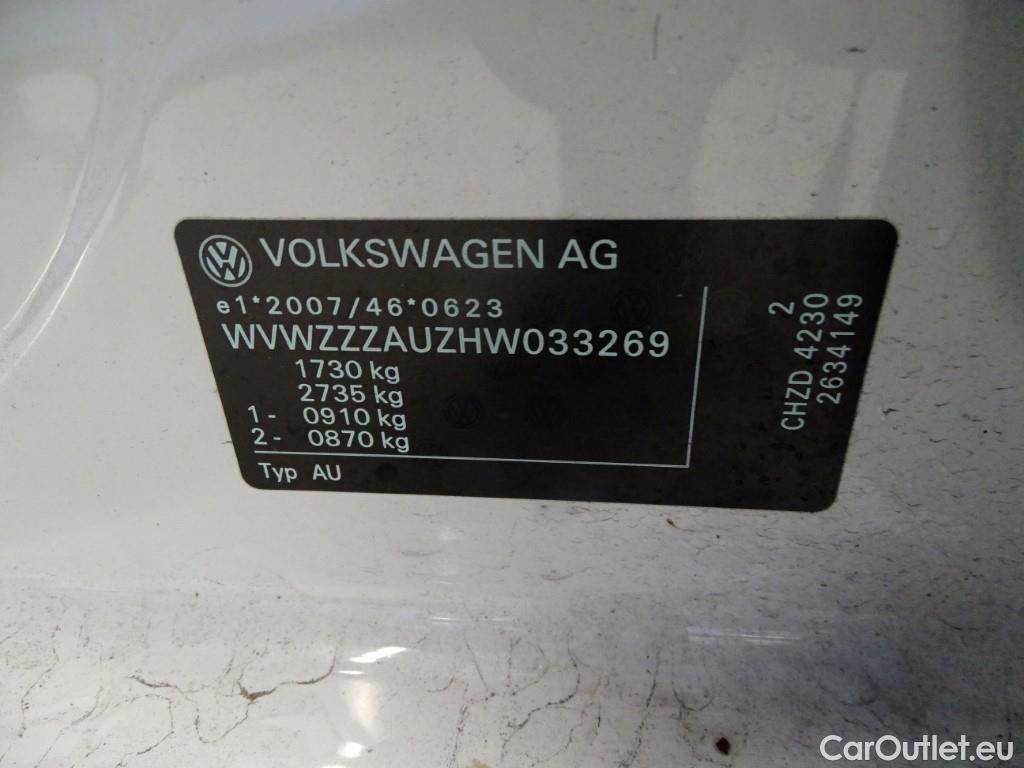 VOLKSWAGEN AG
e1*2007/46*0623
WVWZZZAUZHW033269
1730 kg
2735 kg
1- 0910 kg
2- 0870 kg
Typ AU
2
CHZD 4230
2634149
CarOutlet.eu